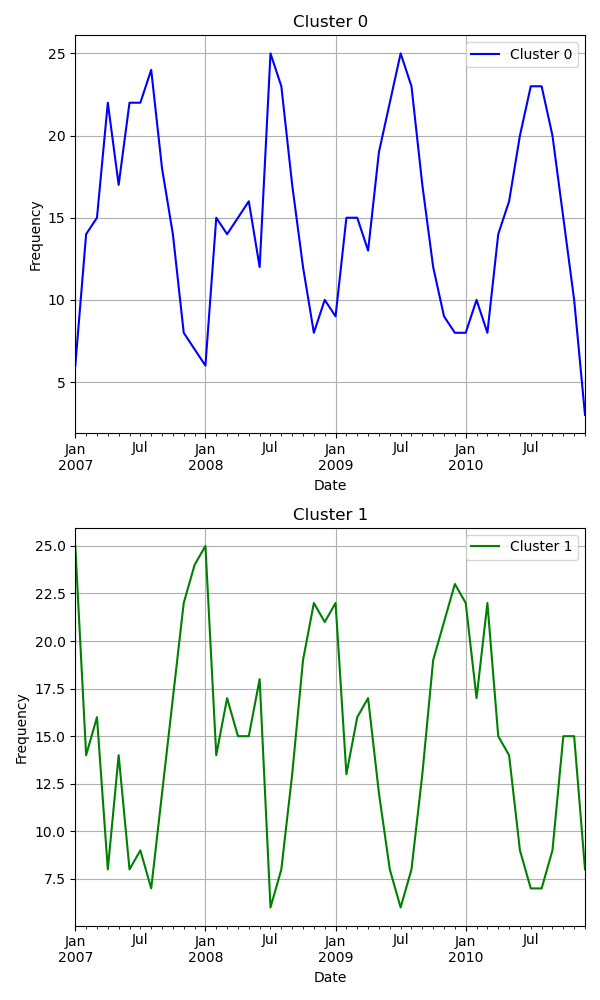 Cluster 0
Cluster 0
Frequency
25
20
15
10
5
Jan Jul Jan Jul Jan Jul Jan Jul
2007 2008 2009 2010
Date
Cluster 1
Cluster 1
Frequency
25.0
22.5
20.0
17.5
15.0
12.5
10.0
7.5
Jan Jul Jan Jul Jan Jul Jan Jul
2007 2008 2009 2010
Date